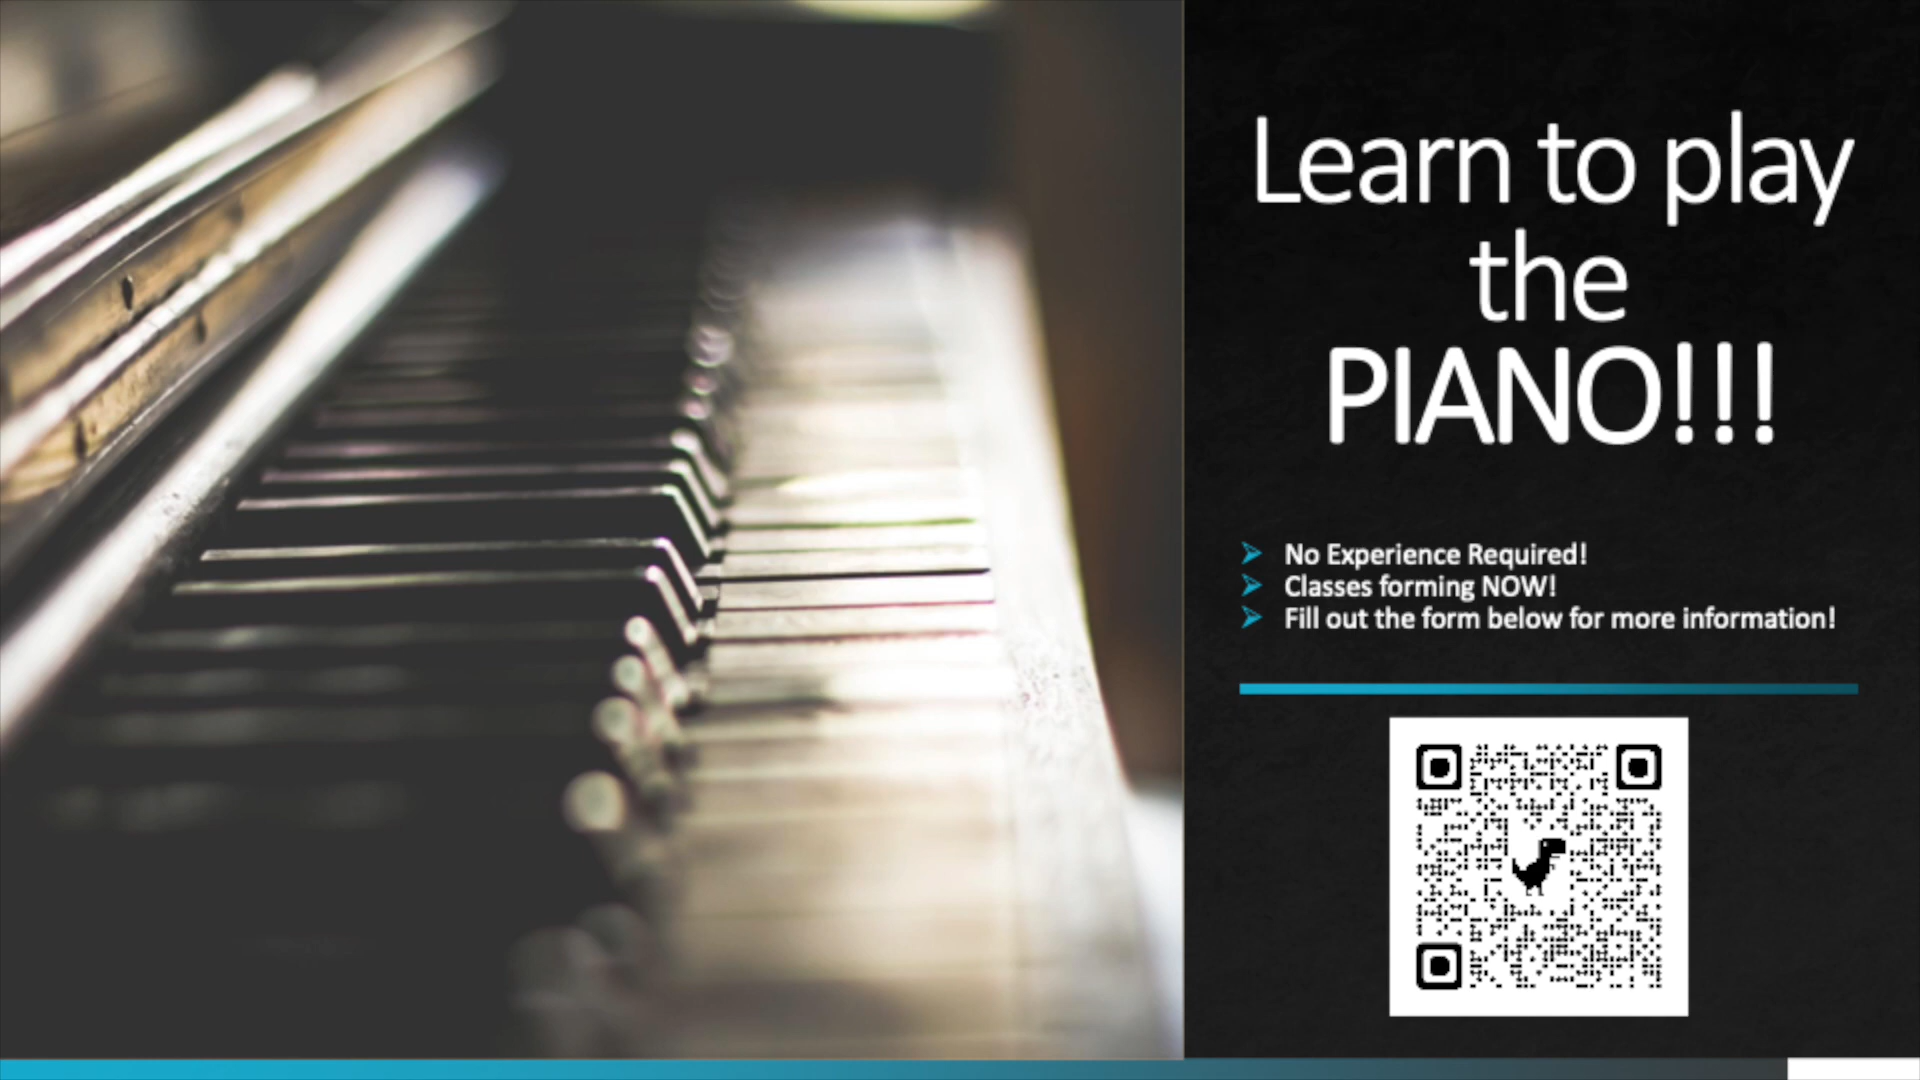 Learn to play
the
PIANO!!!
No Experience Required!
Classes forming NOW!
Fill out the form below for more information!